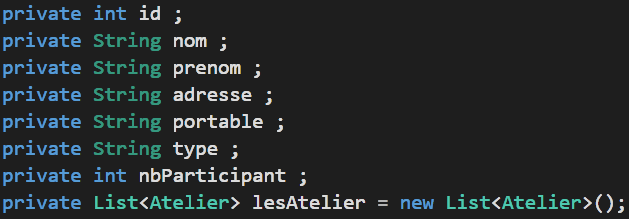 private int id ;
private String nom ;
private String prenom ;
private String adresse ;
private String portable ;
private String type ;
private int nbParticipant ;
private List<Atelier> lesAtelier = new List<Atelier>();